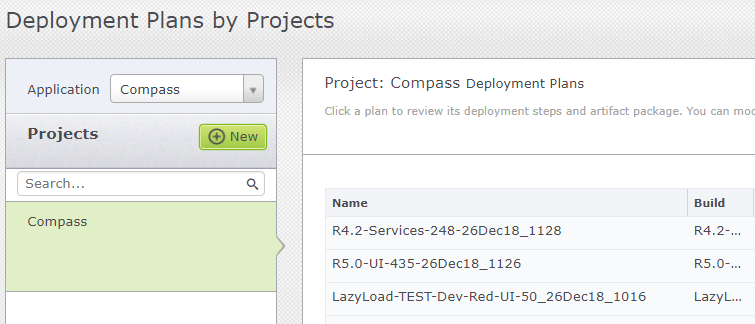 Deployment Plans by Projects
Application Compass
Projects
New
Search...
Compass
Project: Compass Deployment Plans
Click a plan to review its deployment steps and artifact package. You can
Name Build
R4.2-Services-248-26Dec18_1128 R4.2-...
R5.0-UI-435-26Dec18_1126 R5.0-...
LazyLoad-TEST-Dev-Red-UI-50_26Dec18_1016 LazyL...